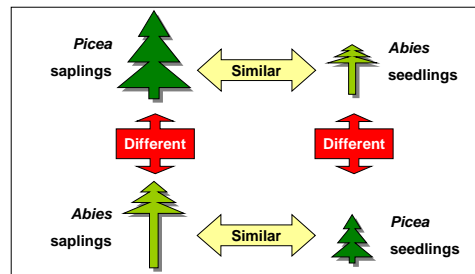 Picea
saplings
Similar
Abies
seedlings
Different
Different
Abies
saplings
Similar
Picea
seedlings